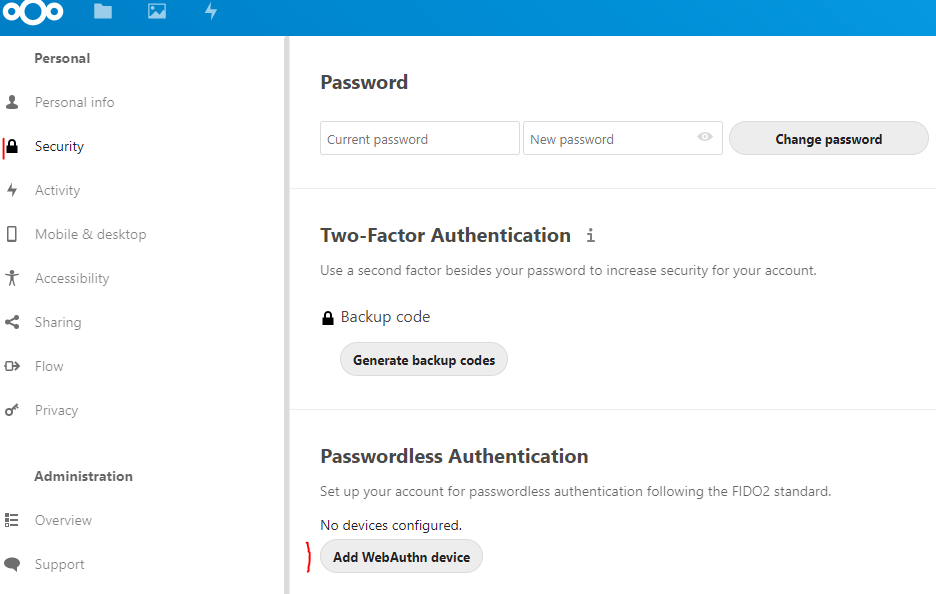 Personal
Personal info
Security
Activity
Mobile & desktop
Accessibility
Sharing
Flow
Privacy
Administration
Overview
Support
Password
Current password
New password
Change password
Two-Factor Authentication i
Use a second factor besides your password to increase security for your account.
Backup code
Generate backup codes
Passwordless Authentication
Set up your account for passwordless authentication following the FIDO2 standard.
No devices configured.
Add WebAuthn device